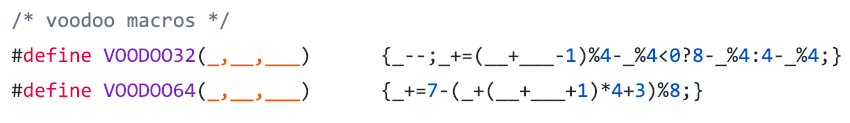 /* voodoo macros */
#define VOODOO32(_,__,___) {_--;_+=(__+___-1)%4-_%4<0?8-_%4:4-_%4;}
#define VOODOO64(_,__,___) {_+=7-(_+(__+___+1)*4+3)%8;}